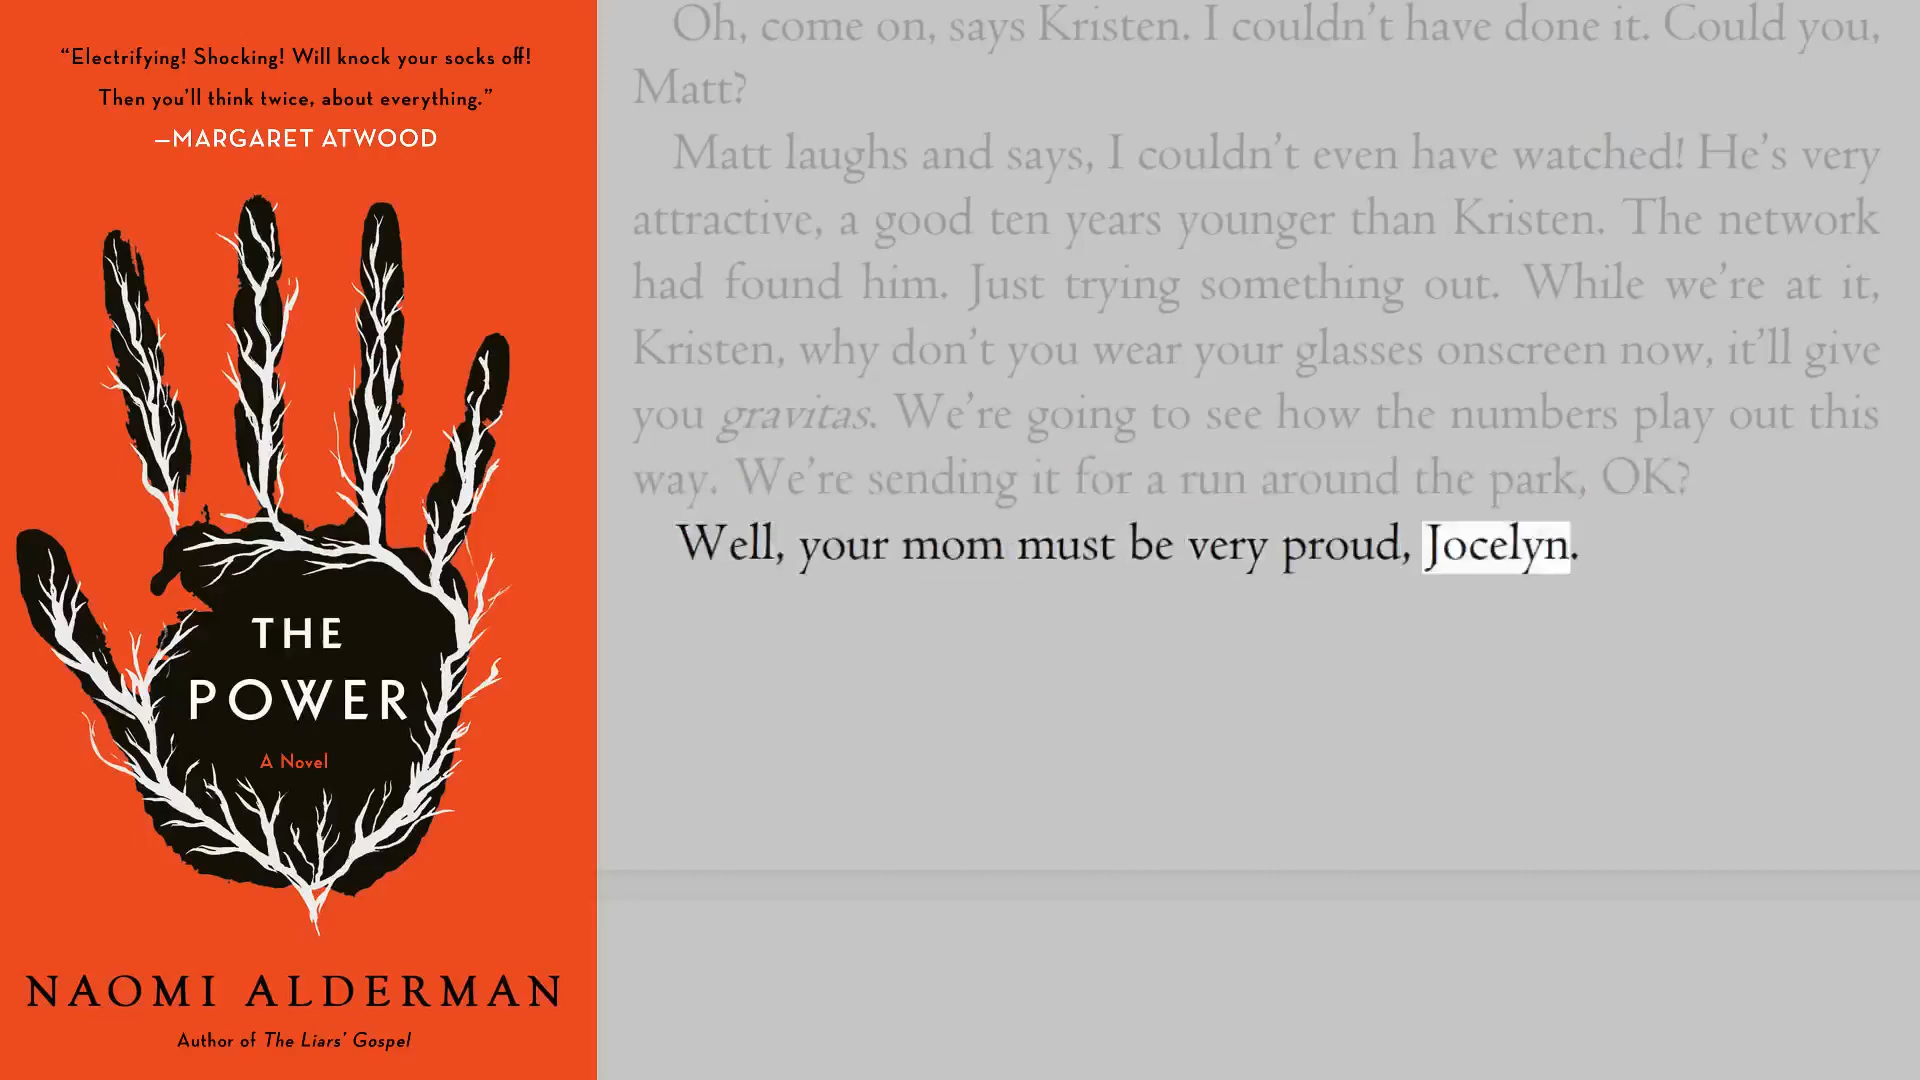 “Electrifying! Shocking! Will knock your socks off!
Then you’ll think twice, about everything.”
—MARGARET ATWOOD
THE
POWER
A Novel
NAOMI ALDERMAN
Author of The Liars’ Gospel
Oh, come on, says Kristen. I couldn’t have done it. Could you,
Matt?
Matt laughs and says, I couldn’t even have watched! He’s very
attractive, a good ten years younger than Kristen. The network
had found him. Just trying something out. While we’re at it,
Kristen, why don’t you wear your glasses onscreen now, it’ll give
you gravitas. We’re going to see how the numbers play out this
way. We’re sending it for a run around the park, OK?
Well, your mom must be very proud, Jocelyn.